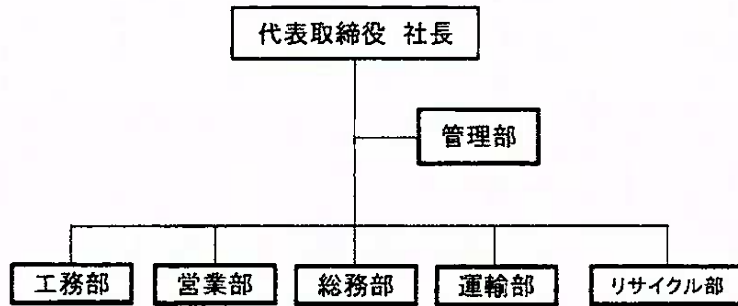 代表取締役 社長
管理部
工務部
営業部
総務部
運輸部
リサイクル部